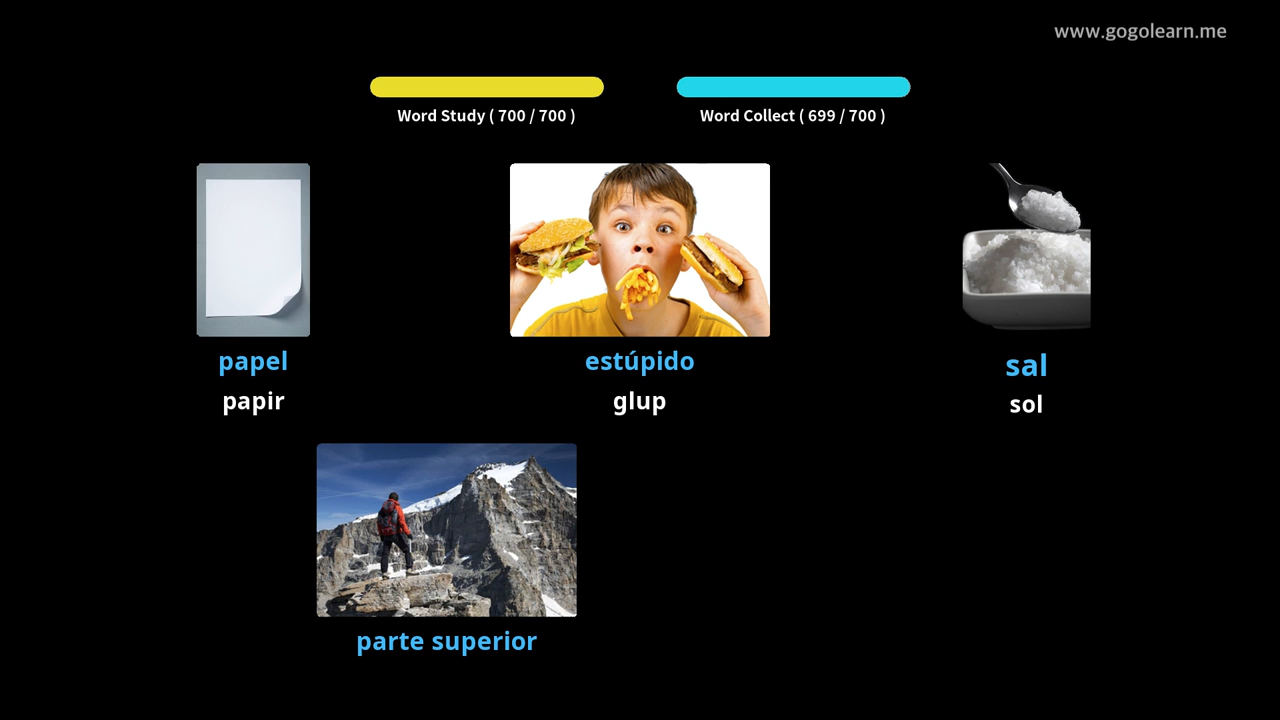 www.gogolearn.me
Word Study ( 700 / 700 )
Word Collect ( 699 / 700 )
papel
papir
estúpido
glup
sal
sol
parte superior